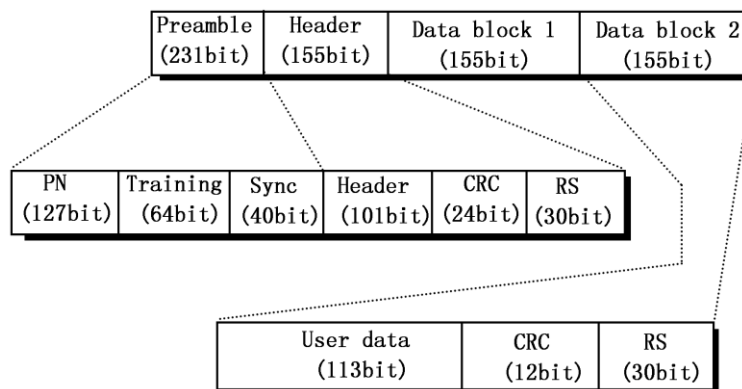 Preamble Header Data block 1 Data block 2
(231bit) (155bit) (155bit) (155bit)
PN Training Sync Header CRC RS
(127bit) (64bit) (40bit) (101bit) (24bit) (30bit)
User data CRC RS
(113bit) (12bit) (30bit)